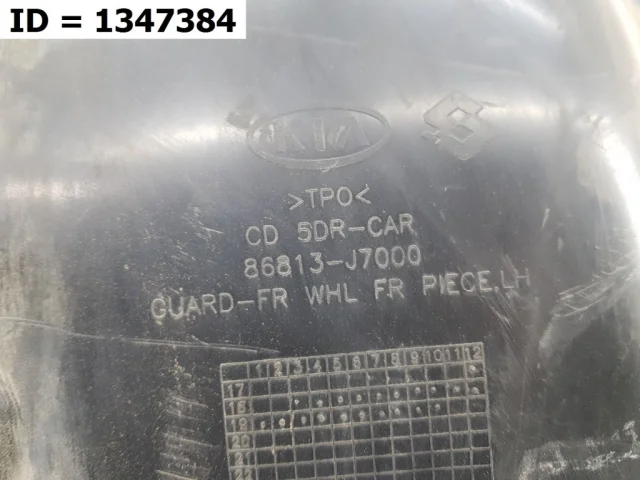 ID = 1347384
KIA
>TPO<
CD 5DR-CAR
86813-J7000
GUARD-FR WHL FR PIECE,LH
1 2 3 4 5 6 7 8 9 10 11 12
17
18
19
20
21
22